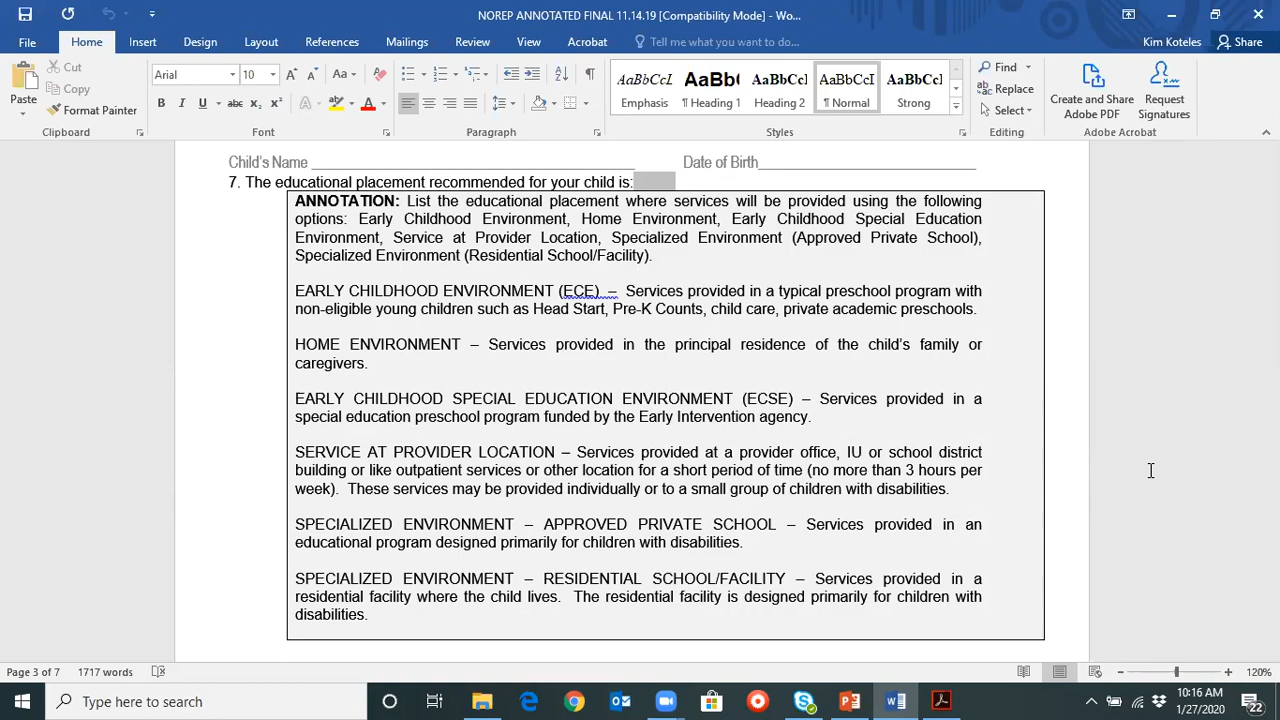 NOREP ANNOTATED FINAL 11.14.19 [Compatibility Mode] - Wo...
File Home Insert Design Layout References Mailings Review View Acrobat Tell me what you want to do... Kim Koteles Share
Paste
Cut
Copy
Format Painter
Clipboard
Arial 10
Font
Paragraph
AaBbCcL AaBb( AaBbCcI AaBbCcI AaBbCcI
Emphasis ¶ Heading 1 Heading 2 ¶ Normal Strong
Styles
Find
Replace
Select
Editing
Create and Share Adobe PDF
Request Signatures
Adobe Acrobat
Child's Name ____ Date of Birth____
7. The educational placement recommended for your child is:
ANNOTATION: List the educational placement where services will be provided using the following
options: Early Childhood Environment, Home Environment, Early Childhood Special Education
Environment, Service at Provider Location, Specialized Environment (Approved Private School),
Specialized Environment (Residential School/Facility).
EARLY CHILDHOOD ENVIRONMENT (ECE) – Services provided in a typical preschool program with
non-eligible young children such as Head Start, Pre-K Counts, child care, private academic preschools.
HOME ENVIRONMENT – Services provided in the principal residence of the child's family or
caregivers.
EARLY CHILDHOOD SPECIAL EDUCATION ENVIRONMENT (ECSE) – Services provided in a
special education preschool program funded by the Early Intervention agency.
SERVICE AT PROVIDER LOCATION – Services provided at a provider office, IU or school district
building or like outpatient services or other location for a short period of time (no more than 3 hours per
week). These services may be provided individually or to a small group of children with disabilities.
SPECIALIZED ENVIRONMENT – APPROVED PRIVATE SCHOOL – Services provided in an
educational program designed primarily for children with disabilities.
SPECIALIZED ENVIRONMENT – RESIDENTIAL SCHOOL/FACILITY – Services provided in a
residential facility where the child lives. The residential facility is designed primarily for children with
disabilities.
Page 3 of 7 1717 words 120%
Type here to search
10:16 AM
1/27/2020
22